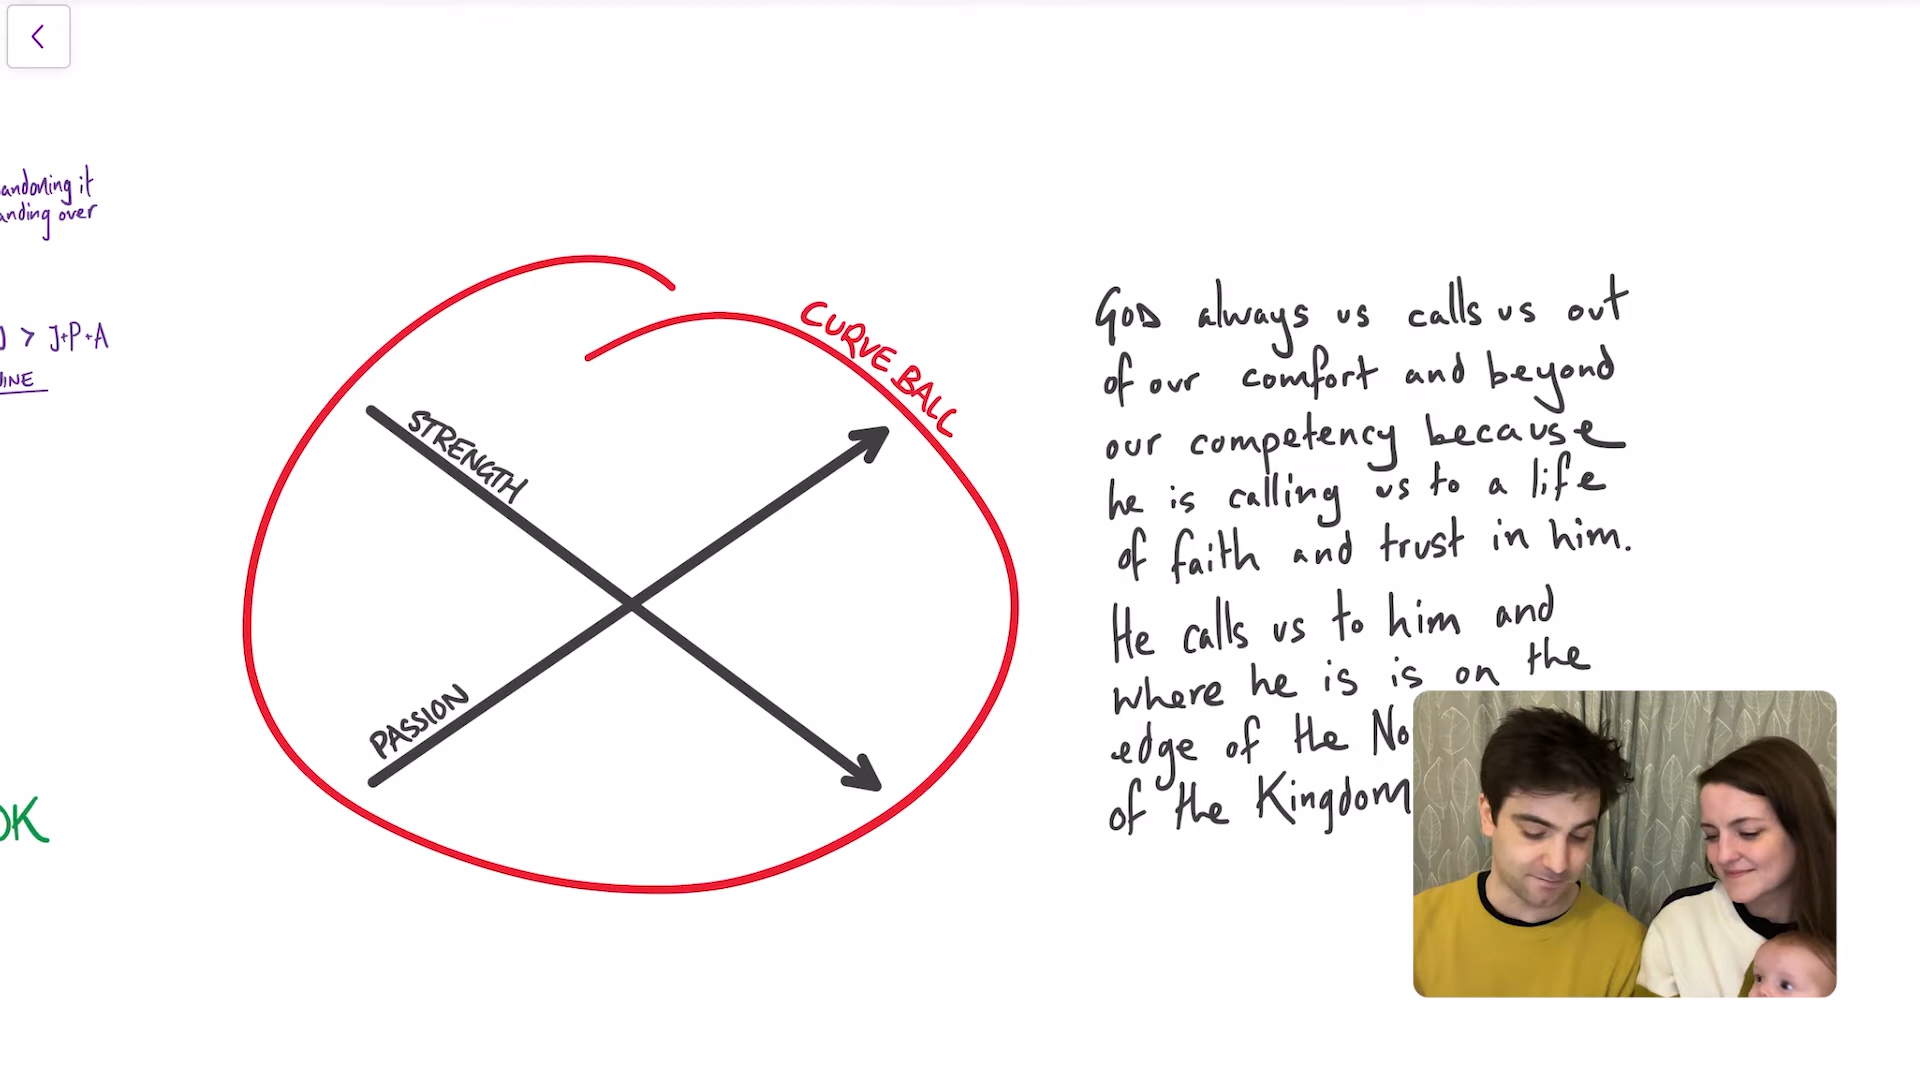 andoning it
anding over
J > J+P+A
INE
OK
CURVE BALL
STRENGTH
PASSION
GOD always us calls us out
of our comfort and beyond
our competency because
he is calling us to a life
of faith and trust in him.
He calls us to him and
where he is is on the
edge of the No
of the Kingdom